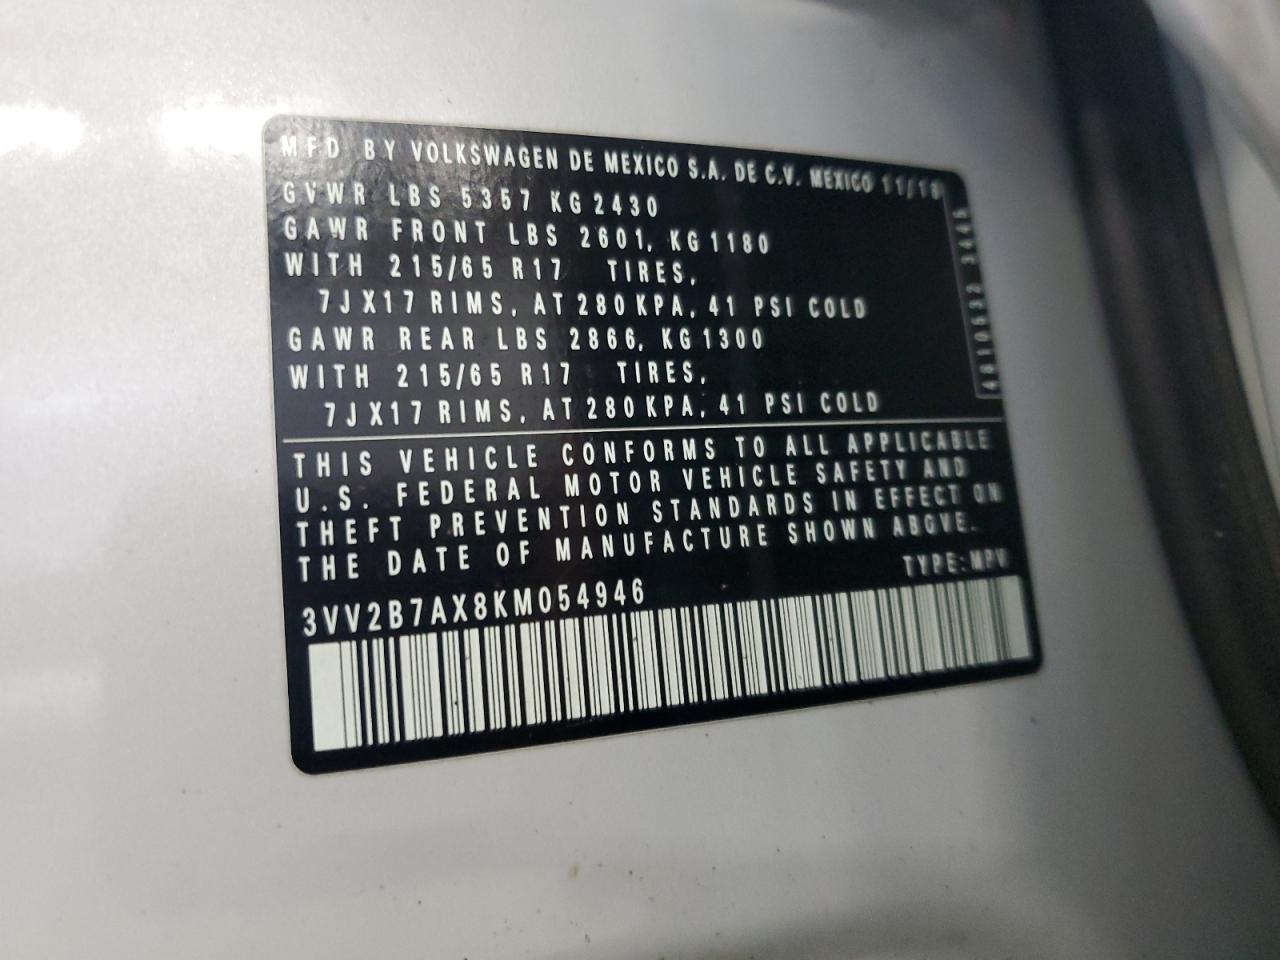 MFD BY VOLKSWAGEN DE MEXICO S.A. DE C.V. MEXICO 11/18
GVWR LBS 5357 KG 2430
GAWR FRONT LBS 2601, KG 1180
WITH 215/65 R17 TIRES,
7JX17 RIMS, AT 280 KPA, 41 PSI COLD
GAWR REAR LBS 2866, KG 1300
WITH 215/65 R17 TIRES,
7JX17 RIMS, AT 280 KPA, 41 PSI COLD
THIS VEHICLE CONFORMS TO ALL APPLICABLE
U.S. FEDERAL MOTOR VEHICLE SAFETY AND
THEFT PREVENTION STANDARDS IN EFFECT ON
THE DATE OF MANUFACTURE SHOWN ABOVE.
TYPE:MPV
3VV2B7AX8KM054946